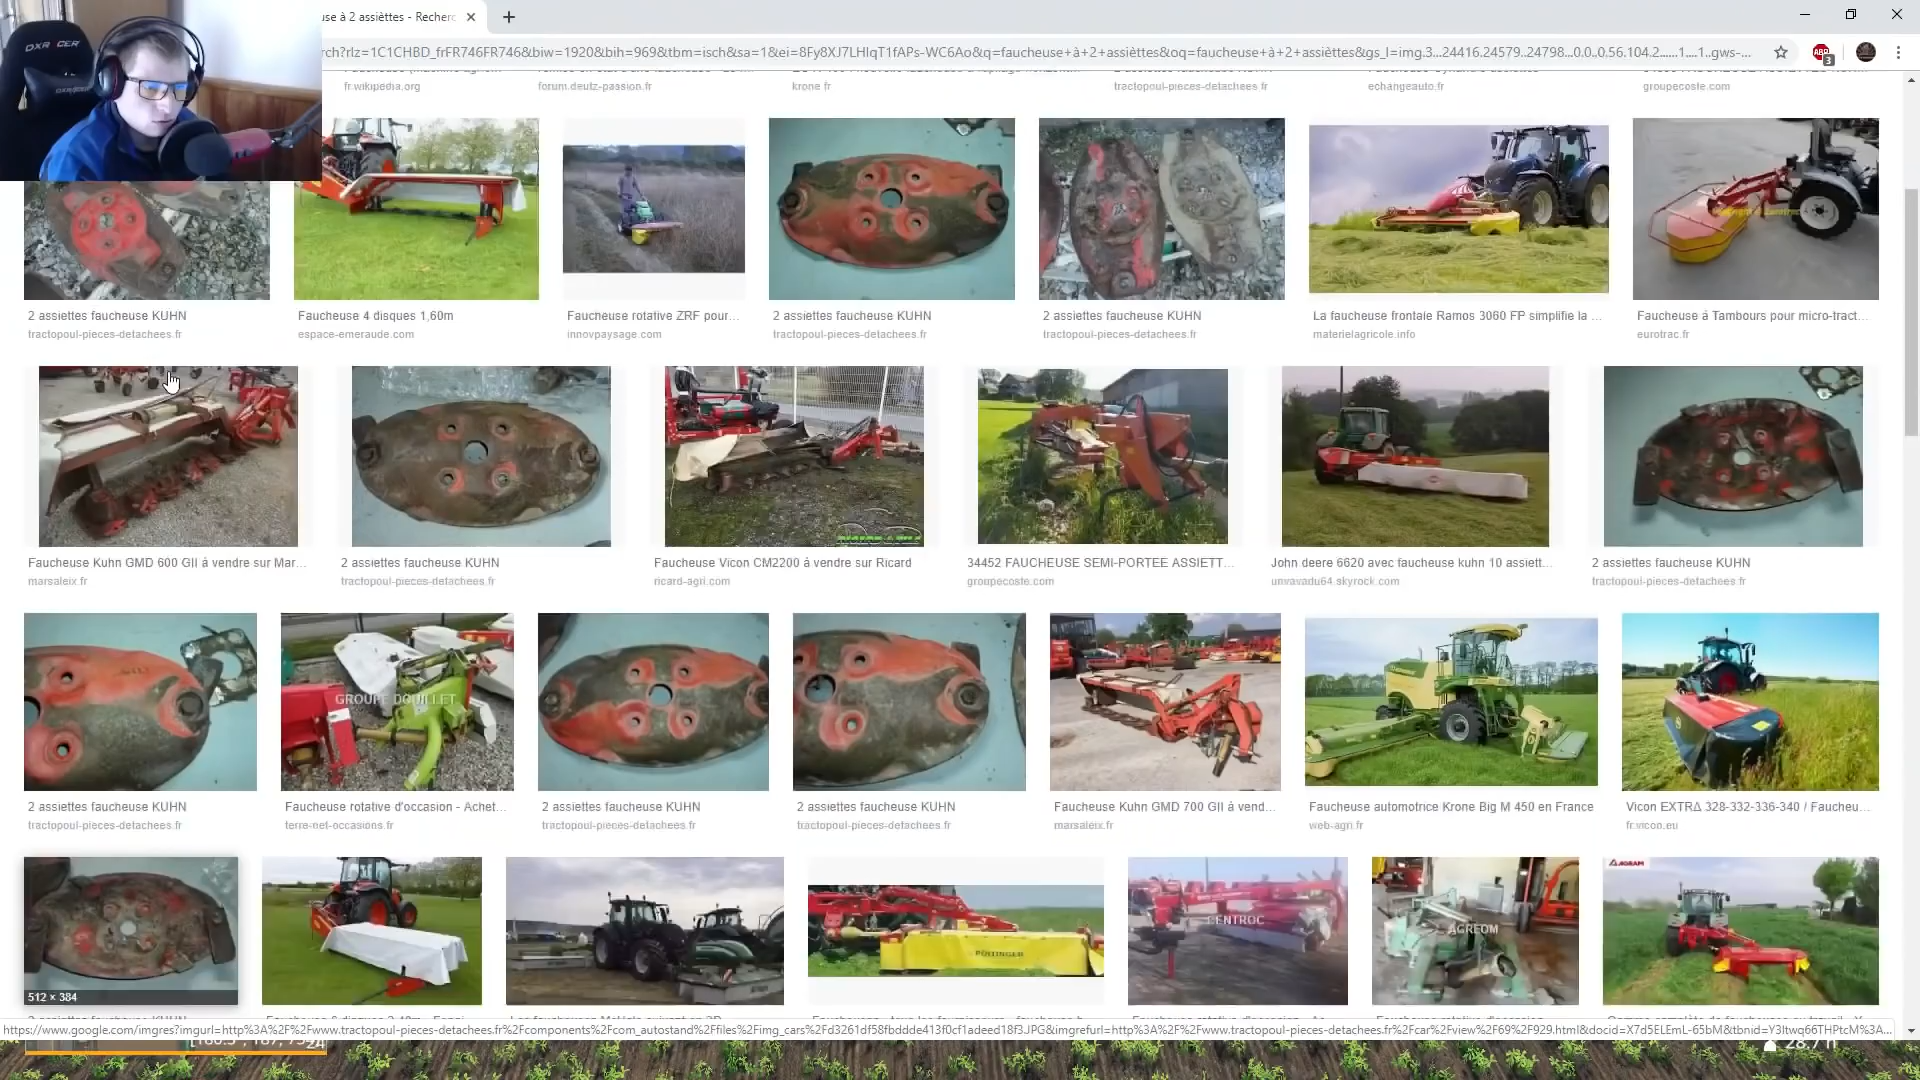 use à 2 assièttes - Recherc
rch?rlz=1C1CHBD_frFR746FR746&biw=1920&bih=969&tbm=isch&sa=1&ei=8Fy8XJ7LHIqT1fAPs-WC6Ao&q=faucheuse+à+2+assièttes&oq=faucheuse+à+2+assièttes&gs_l=img.3...24416.24579..24798...0.0..0.56.104.2......1....1..gws-...
ABP
3
DXRACER
fr.wikipedia.org
forum.deutz-passion.fr
krone.fr
2 assiettes faucheuse KUHN
tractopoul-pieces-detachees.fr
echangeauto.fr
groupecoste.com
2 assiettes faucheuse KUHN
tractopoul-pieces-detachees.fr
Faucheuse 4 disques 1,60m
espace-emeraude.com
Faucheuse rotative ZRF pour...
innovpaysage.com
2 assiettes faucheuse KUHN
tractopoul-pieces-detachees.fr
2 assiettes faucheuse KUHN
tractopoul-pieces-detachees.fr
La faucheuse frontale Ramos 3060 FP simplifie la ...
materielagricole.info
Faucheuse à Tambours pour micro-tract...
eurotrac.fr
Faucheuse Kuhn GMD 600 GII à vendre sur Mar...
marsaleix.fr
2 assiettes faucheuse KUHN
tractopoul-pieces-detachees.fr
Faucheuse Vicon CM2200 à vendre sur Ricard
ricard-agri.com
34452 FAUCHEUSE SEMI-PORTEE ASSIETT...
groupecoste.com
John deere 6620 avec faucheuse kuhn 10 assiett...
2 assiettes faucheuse KUHN
tractopoul-pieces-detachees.fr
GROUPE DOUILLET
2 assiettes faucheuse KUHN
tractopoul-pieces-detachees.fr
Faucheuse rotative d'occasion - Achet...
terre-net-occasions.fr
2 assiettes faucheuse KUHN
tractopoul-pieces-detachees.fr
2 assiettes faucheuse KUHN
tractopoul-pieces-detachees.fr
Faucheuse Kuhn GMD 700 GII à vend...
marsaleix.fr
Faucheuse automotrice Krone Big M 450 en France
web-agri.fr
Vicon EXTRA 328-332-336-340 / Faucheu...
fr.vicon.eu
512 × 384
PÖTTINGER
CENTROC
AGREOM
AGRAM
https://www.google.com/imgres?imgurl=http%3A%2F%2Fwww.tractopoul-pieces-detachees.fr%2Fcomponents%2Fcom_autostand%2Ffiles%2Fimg_cars%2Fd3261df58fbddde413f0cf1adeed18f3JPG&imgrefurl=http%3A%2F%2Fwww.tractopoul-pieces-detachees.fr%2Fcar%2Fview%2F69%2F929.html&docid=X7d5ELEmL-65bM&tbnid=Y3Itwq66THPtcM%3A...